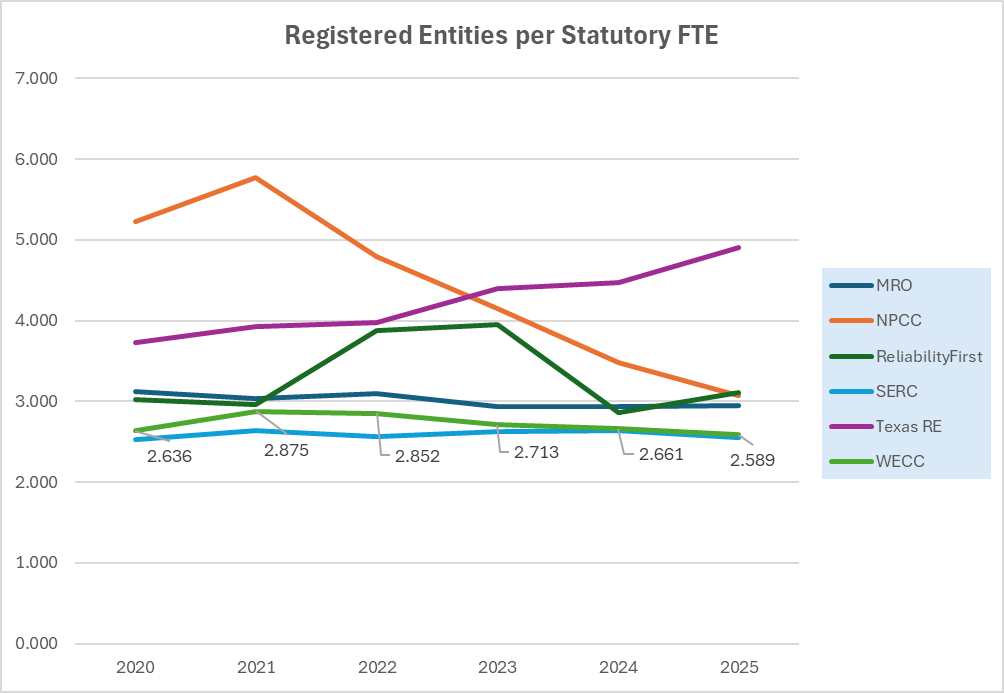 Registered Entities per Statutory FTE
7.000
6.000
5.000
4.000
3.000
2.000
1.000
0.000
2.636
2.875
2.852
2.713
2.661
2.589
2020
2021
2022
2023
2024
2025
MRO
NPCC
ReliabilityFirst
SERC
Texas RE
WECC